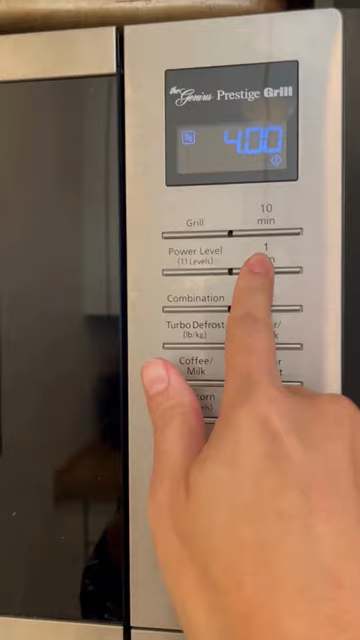 the Genius Prestige Grill
4.00
10
min
Grill
Power Level
(11 Levels)
1
Combination
Turbo Defrost
(lb/kg)
Coffee/
Milk